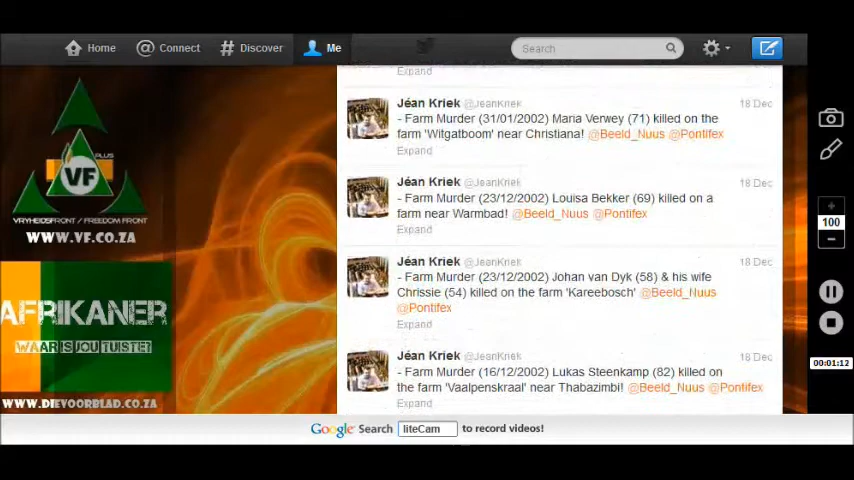 Home
Connect
Discover
Me
Search
Expand
Jéan Kriek @JeanKriek 18 Dec
- Farm Murder (31/01/2002) Maria Verwey (71) killed on the
farm 'Witgatboom' near Christiana! @Beeld_Nuus @Pontifex
Expand
Jéan Kriek @JeanKriek 18 Dec
- Farm Murder (23/12/2002) Louisa Bekker (69) killed on a
farm near Warmbad! @Beeld_Nuus @Pontifex
Expand
Jéan Kriek @JeanKriek 18 Dec
- Farm Murder (23/12/2002) Johan van Dyk (58) & his wife
Chrissie (54) killed on the farm 'Kareebosch' @Beeld_Nuus
@Pontifex
Expand
Jéan Kriek @JeanKriek 18 Dec
- Farm Murder (16/12/2002) Lukas Steenkamp (82) killed on
the farm 'Vaalpenskraal' near Thabazimbi! @Beeld_Nuus @Pontifex
Expand
VF
PLUS
VRYHEIDSFRONT / FREEDOM FRONT
WWW.VF.CO.ZA
AFRIKANER
WAAR IS JOU TUISTE?
WWW.DIEVOORBLAD.CO.ZA
100
00:01:12
Google Search liteCam to record videos!